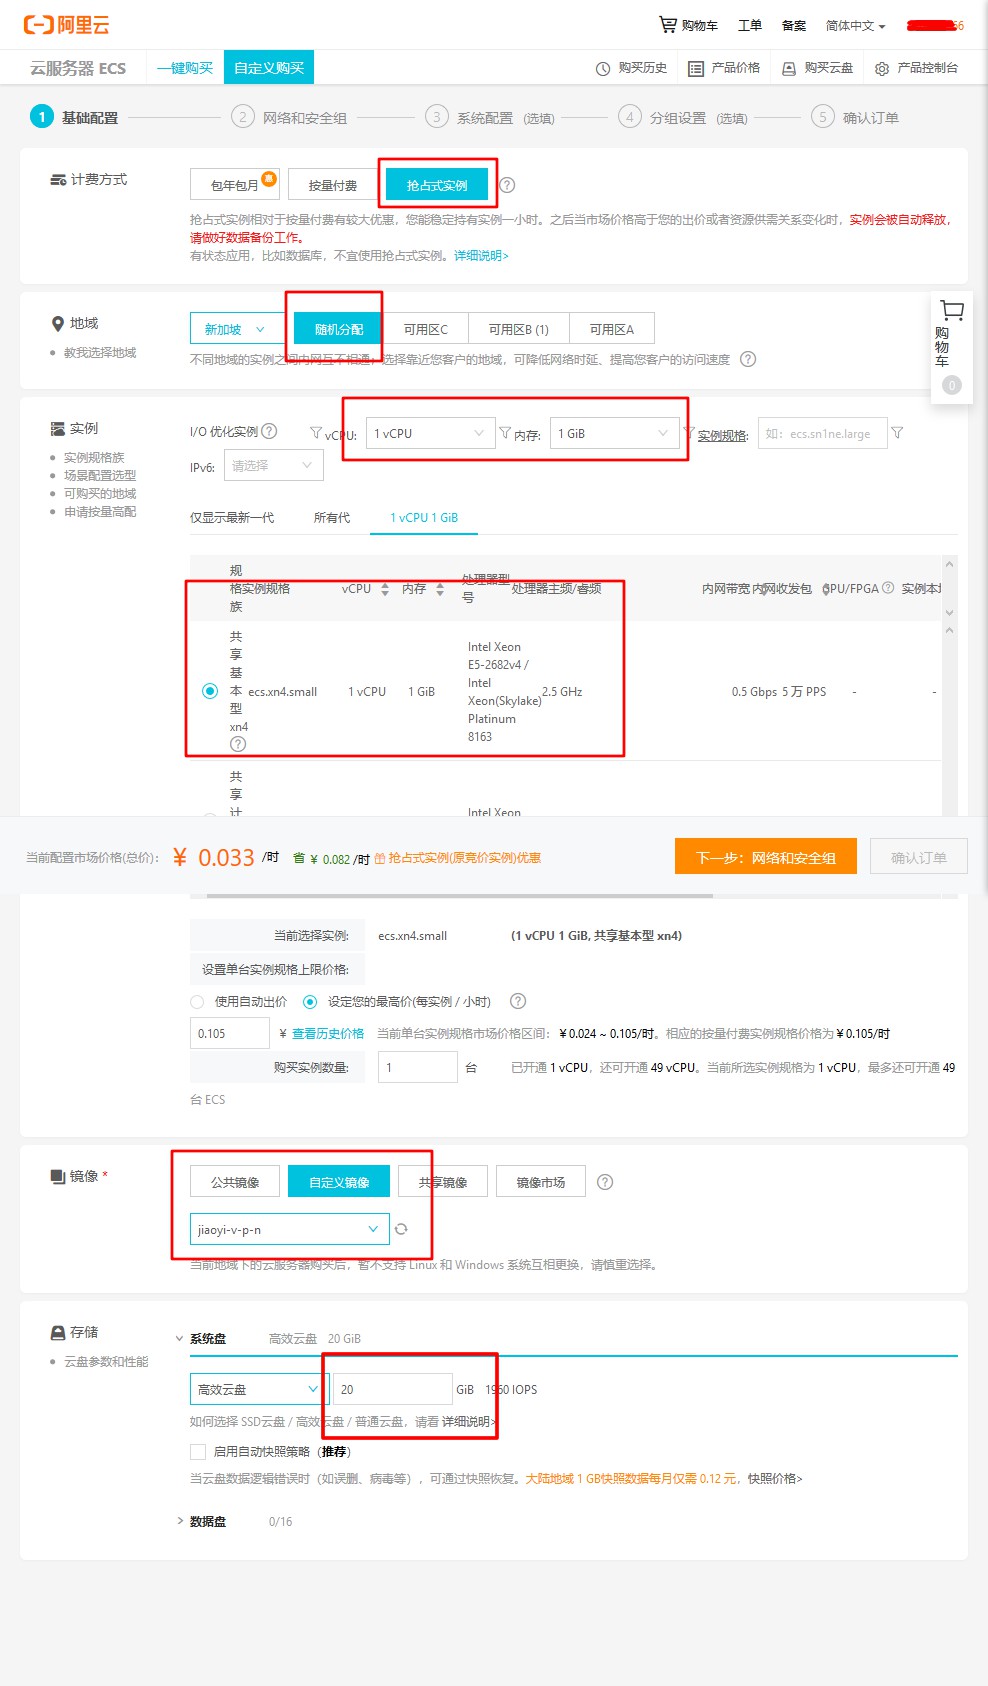 阿里云
购物车 工单 备案 简体中文 66
云服务器 ECS 一键购买 自定义购买 购买历史 产品价格 购买云盘 产品控制台
1 基础配置 2 网络和安全组 3 系统配置 (选填) 4 分组设置 (选填) 5 确认订单
计费方式 包年包月 惠 按量付费 抢占式实例
抢占式实例相对于按量付费有较大优惠，您能稳定持有实例一小时。之后当市场价格高于您的出价或者资源供需关系变化时，实例会被自动释放，
请做好数据备份工作。
有状态应用，比如数据库，不宜使用抢占式实例。详细说明>
地域 新加坡 随机分配 可用区C 可用区B (1) 可用区A
教我选择地域
不同地域的实例之间内网互不相通；选择靠近您客户的地域，可降低网络时延、提高您客户的访问速度
购物车
0
实例 I/O 优化实例 vCPU: 1 vCPU 内存: 1 GiB 实例规格: 如：ecs.sn1ne.large
IPv6: 请选择
实例规格族
场景配置选型
可购买的地域
申请按量高配
仅显示最新一代 所有代 1 vCPU 1 GiB
规格族 实例规格 vCPU 内存 处理器型号 处理器主频/睿频 内网带宽 内网收发包 GPU/FPGA 实例本地
共享基本型 xn4 ecs.xn4.small 1 vCPU 1 GiB Intel Xeon E5-2682v4 / Intel Xeon(Skylake) Platinum 8163 2.5 GHz 0.5 Gbps 5 万 PPS - -
共享计 Intel Xeon
当前配置市场价格(总价): ¥ 0.033 /时 省 ¥ 0.082 /时 抢占式实例(原竞价实例)优惠 下一步：网络和安全组 确认订单
当前选择实例: ecs.xn4.small (1 vCPU 1 GiB, 共享基本型 xn4)
设置单台实例规格上限价格:
使用自动出价 设定您的最高价(每实例 / 小时)
0.105 ¥ 查看历史价格 当前单台实例规格市场价格区间：¥ 0.024 ~ 0.105/时。相应的按量付费实例规格价格为 ¥ 0.105/时
购买实例数量: 1 台 已开通 1 vCPU，还可开通 49 vCPU。当前所选实例规格为 1 vCPU，最多还可开通 49
台 ECS
镜像 * 公共镜像 自定义镜像 共享镜像 镜像市场
jiaoyi-v-p-n
当前地域下的云服务器购买后，暂不支持 Linux 和 Windows 系统互相更换，请慎重选择。
存储 系统盘 高效云盘 20 GiB
云盘参数和性能
高效云盘 20 GiB 1960 IOPS
如何选择 SSD云盘 / 高效云盘 / 普通云盘，请看 详细说明>
启用自动快照策略（推荐）
当云盘数据逻辑错误时（如误删、病毒等），可通过快照恢复。大陆地域 1 GB快照数据每月仅需 0.12 元，快照价格>
数据盘 0/16